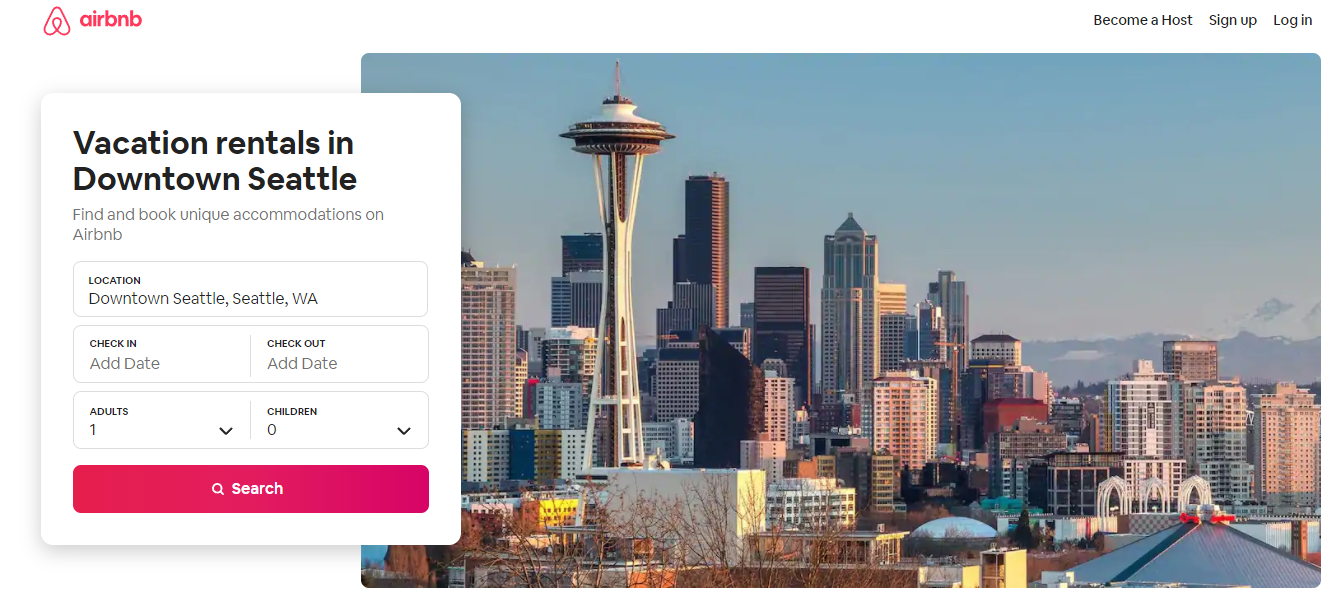 airbnb
Become a Host Sign up Log in
Vacation rentals in
Downtown Seattle
Find and book unique accommodations on
Airbnb
LOCATION
Downtown Seattle, Seattle, WA
CHECK IN CHECK OUT
Add Date Add Date
ADULTS CHILDREN
1 0
Search